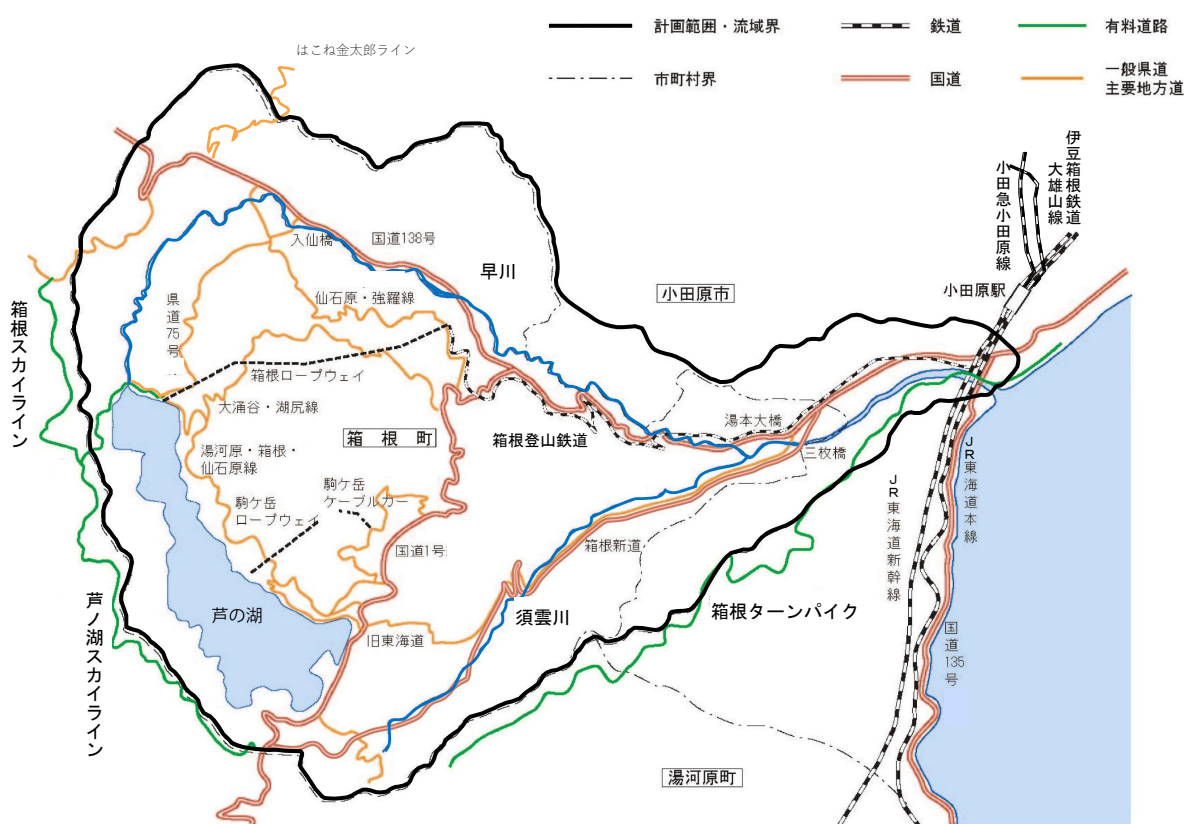 計画範囲・流域界
鉄道
有料道路
市町村界
国道
一般県道
主要地方道
はこね金太郎ライン
伊豆箱根鉄道
大雄山線
小田急小田原線
小田原駅
入仙橋
国道138号
早川
小田原市
仙石原・強羅線
県道75号
箱根スカイライン
箱根ロープウェイ
大涌谷・湖尻線
箱根町
箱根登山鉄道
湯本大橋
三枚橋
湯河原・箱根・
仙石原線
駒ケ岳
ロープウェイ
駒ケ岳
ケーブルカー
国道1号
箱根新道
JR東海道新幹線
JR東海道本線
芦の湖
旧東海道
須雲川
箱根ターンパイク
芦ノ湖スカイライン
国道135号
湯河原町